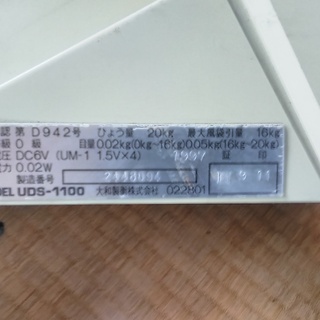 認 第 D942号 ひょう量 20kg 最大風袋引量 16kg
級 0 級 目量 0.02kg(0kg~16kg)0.05kg(16kg~20kg)
圧 DC6V (UM-1 1.5V×4) 1997 証 印
力 0.02W
製造番号
DEL UDS-1100 大和製衡株式会社 022801